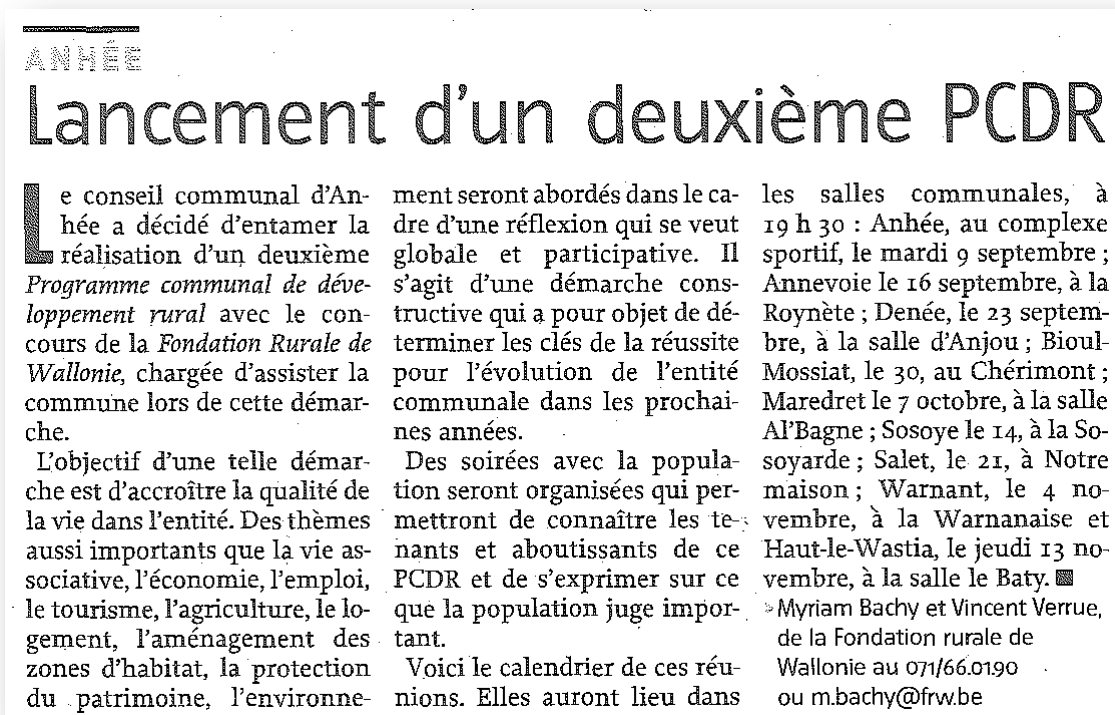 ANHÉE
Lancement d'un deuxième PCDR
Le conseil communal d'An-
hée a décidé d'entamer la
réalisation d'un deuxième
Programme communal de déve-
loppement rural avec le con-
cours de la Fondation Rurale de
Wallonie, chargée d'assister la
commune lors de cette démar-
che.
L'objectif d'une telle démar-
che est d'accroître la qualité de
la vie dans l'entité. Des thèmes
aussi importants que la vie as-
sociative, l'économie, l'emploi,
le tourisme, l'agriculture, le lo-
gement, l'aménagement des
zones d'habitat, la protection
du patrimoine, l'environne-
ment seront abordés dans le ca-
dre d'une réflexion qui se veut
globale et participative. Il
s'agit d'une démarche cons-
tructive qui a pour objet de dé-
terminer les clés de la réussite
pour l'évolution de l'entité
communale dans les prochai-
nes années.
Des soirées avec la popula-
tion seront organisées qui per-
mettront de connaître les te-
nants et aboutissants de ce
PCDR et de s'exprimer sur ce
que la population juge impor-
tant.
Voici le calendrier de ces réu-
nions. Elles auront lieu dans
les salles communales, à
19 h 30 : Anhée, au complexe
sportif, le mardi 9 septembre ;
Annevoie le 16 septembre, à la
Roynète ; Denée, le 23 septem-
bre, à la salle d'Anjou ; Bioul-
Mossiat, le 30, au Chérimont ;
Maredret le 7 octobre, à la salle
Al'Bagne ; Sosoye le 14, à la So-
soyarde ; Salet, le 21, à Notre
maison ; Warnant, le 4 no-
vembre, à la Warnanaise et
Haut-le-Wastia, le jeudi 13 no-
vembre, à la salle le Baty.
> Myriam Bachy et Vincent Verrue,
de la Fondation rurale de
Wallonie au 071/66.01.90
ou m.bachy@frw.be